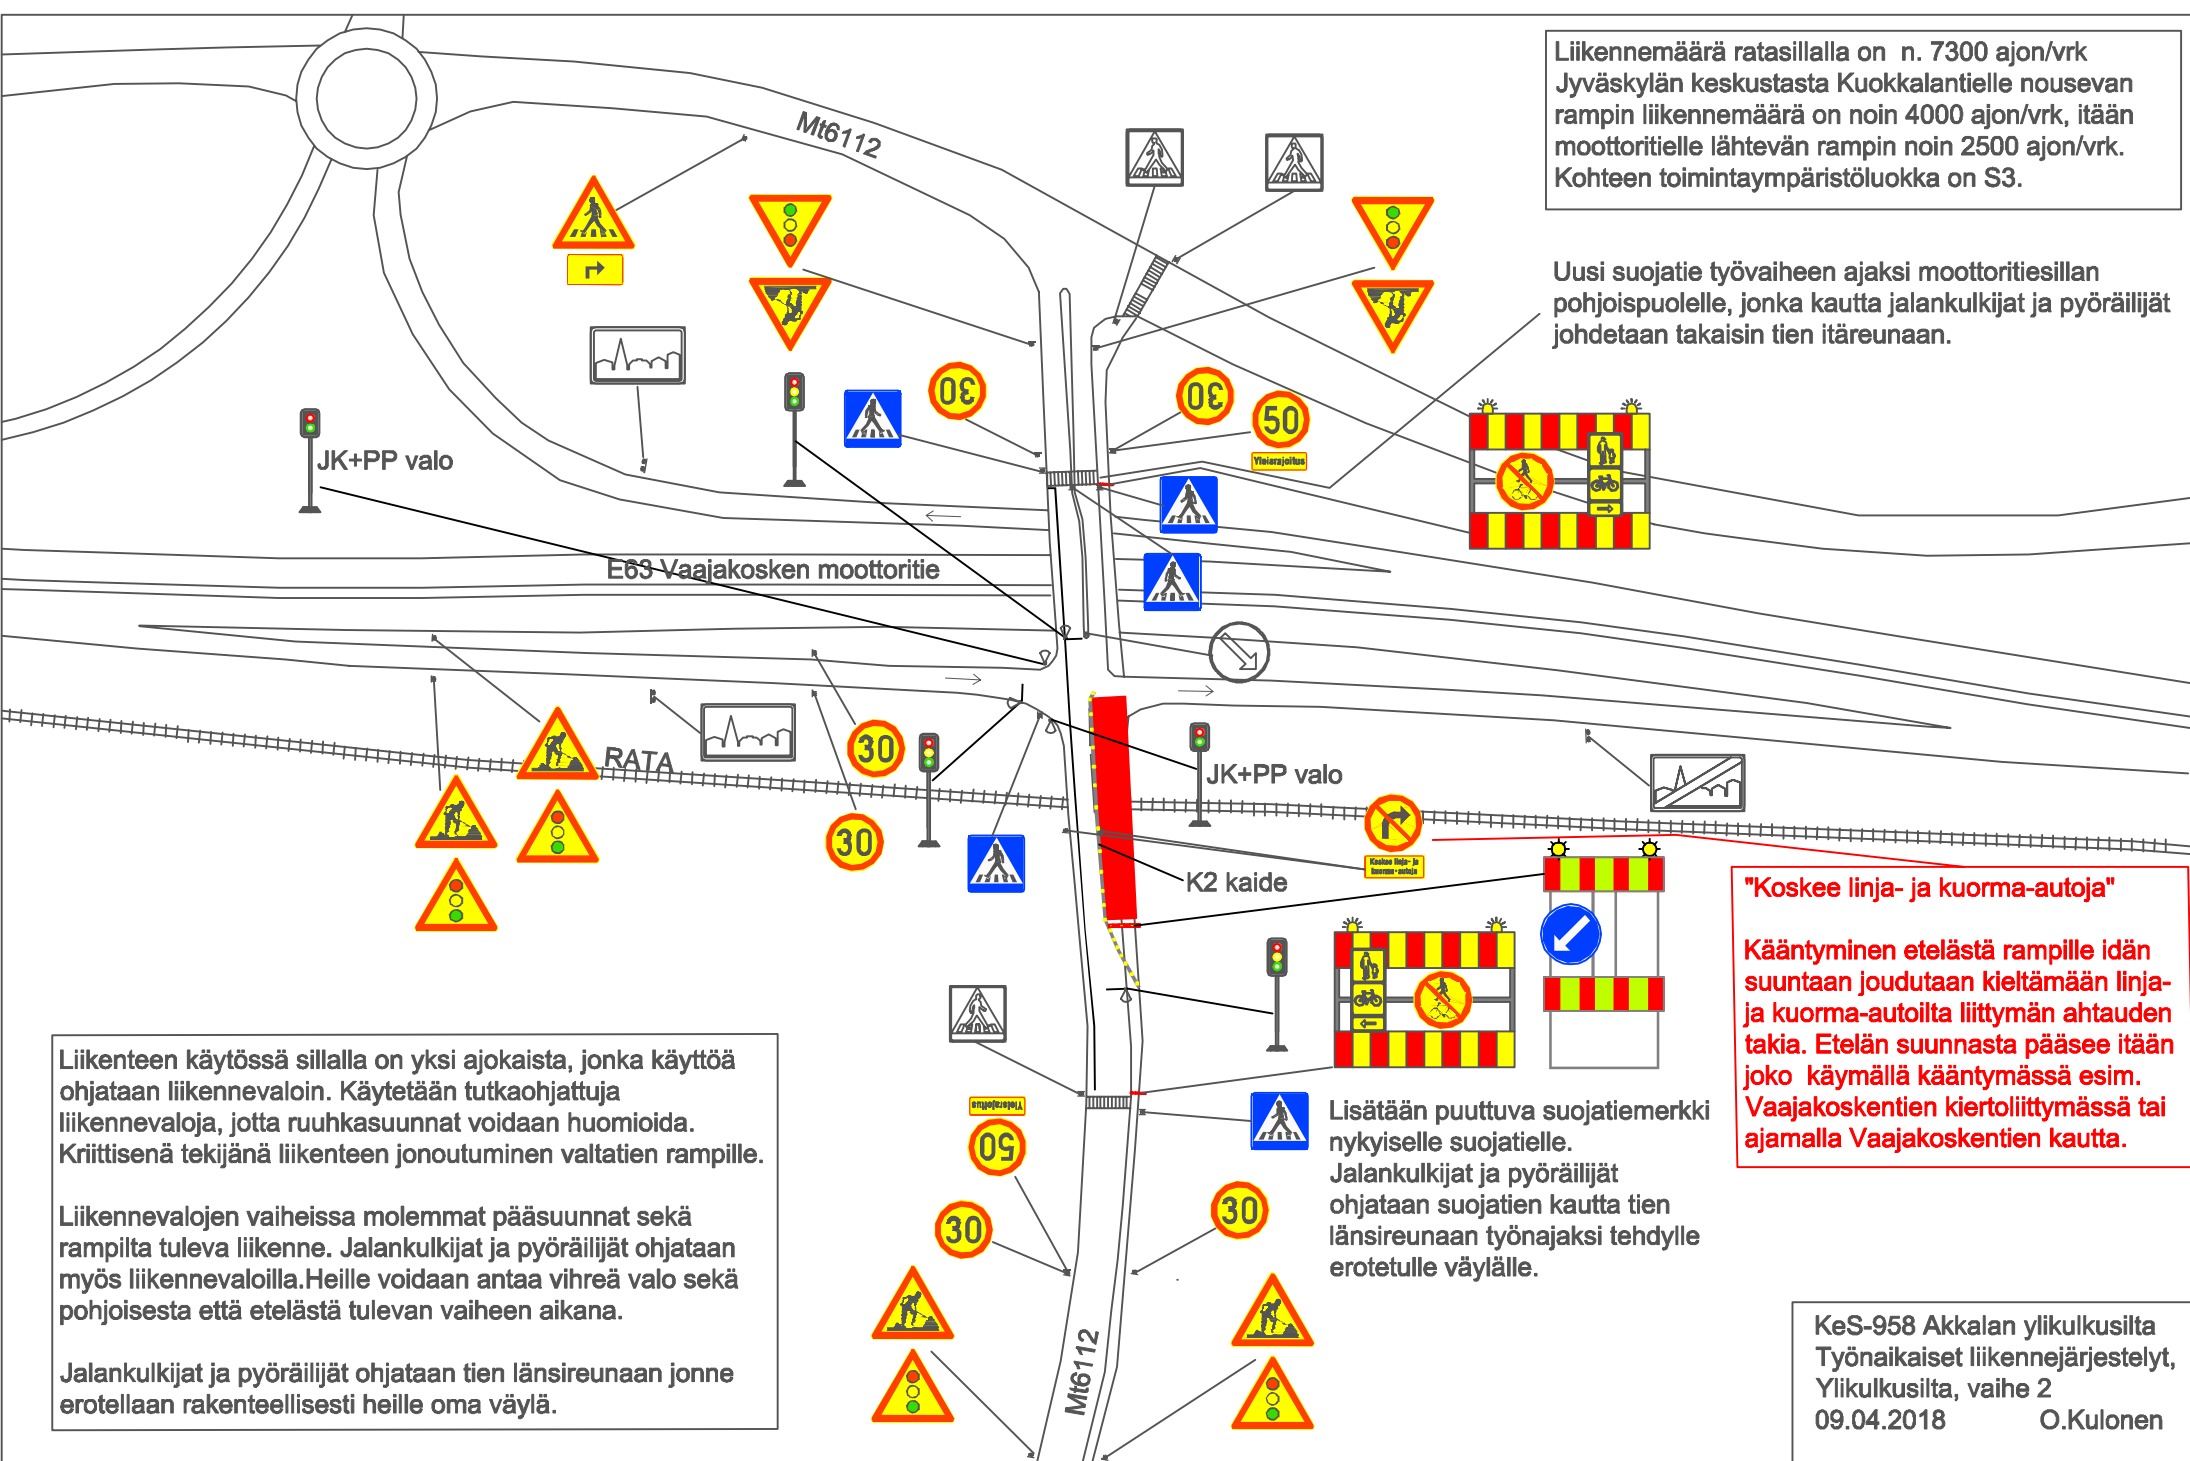 Liikennemäärä ratasillalla on n. 7300 ajon/vrk
Jyväskylän keskustasta Kuokkalantielle nousevan
rampin liikennemäärä on noin 4000 ajon/vrk, itään
moottoritielle lähtevän rampin noin 2500 ajon/vrk.
Kohteen toimintaympäristöluokka on S3.
Mt6112
Uusi suojatie työvaiheen ajaksi moottoritiesillan
pohjoispuolelle, jonka kautta jalankulkijat ja pyöräilijät
johdetaan takaisin tien itäreunaan.
30
30
50
Yleisrajoitus
JK+PP valo
E63 Vaajakosken moottoritie
RATA
30
30
JK+PP valo
Koskee linja- ja
kuorma-autoja
K2 kaide
"Koskee linja- ja kuorma-autoja"
Kääntyminen etelästä rampille idän
suuntaan joudutaan kieltämään linja-
ja kuorma-autoilta liittymän ahtauden
takia. Etelän suunnasta pääsee itään
joko käymällä kääntymässä esim.
Vaajakoskentien kiertoliittymässä tai
ajamalla Vaajakoskentien kautta.
Liikenteen käytössä sillalla on yksi ajokaista, jonka käyttöä
ohjataan liikennevaloin. Käytetään tutkaohjattuja
liikennevaloja, jotta ruuhkasuunnat voidaan huomioida.
Kriittisenä tekijänä liikenteen jonoutuminen valtatien rampille.
Liikennevalojen vaiheissa molemmat pääsuunnat sekä
rampilta tuleva liikenne. Jalankulkijat ja pyöräilijät ohjataan
myös liikennevaloilla.Heille voidaan antaa vihreä valo sekä
pohjoisesta että etelästä tulevan vaiheen aikana.
Jalankulkijat ja pyöräilijät ohjataan tien länsireunaan jonne
erotellaan rakenteellisesti heille oma väylä.
Yleisrajoitus
50
30
30
Lisätään puuttuva suojatiemerkki
nykyiselle suojatielle.
Jalankulkijat ja pyöräilijät
ohjataan suojatien kautta tien
länsireunaan työnajaksi tehdylle
erotetulle väylälle.
Mt6112
KeS-958 Akkalan ylikulkusilta
Työnaikaiset liikennejärjestelyt,
Ylikulkusilta, vaihe 2
09.04.2018 O.Kulonen